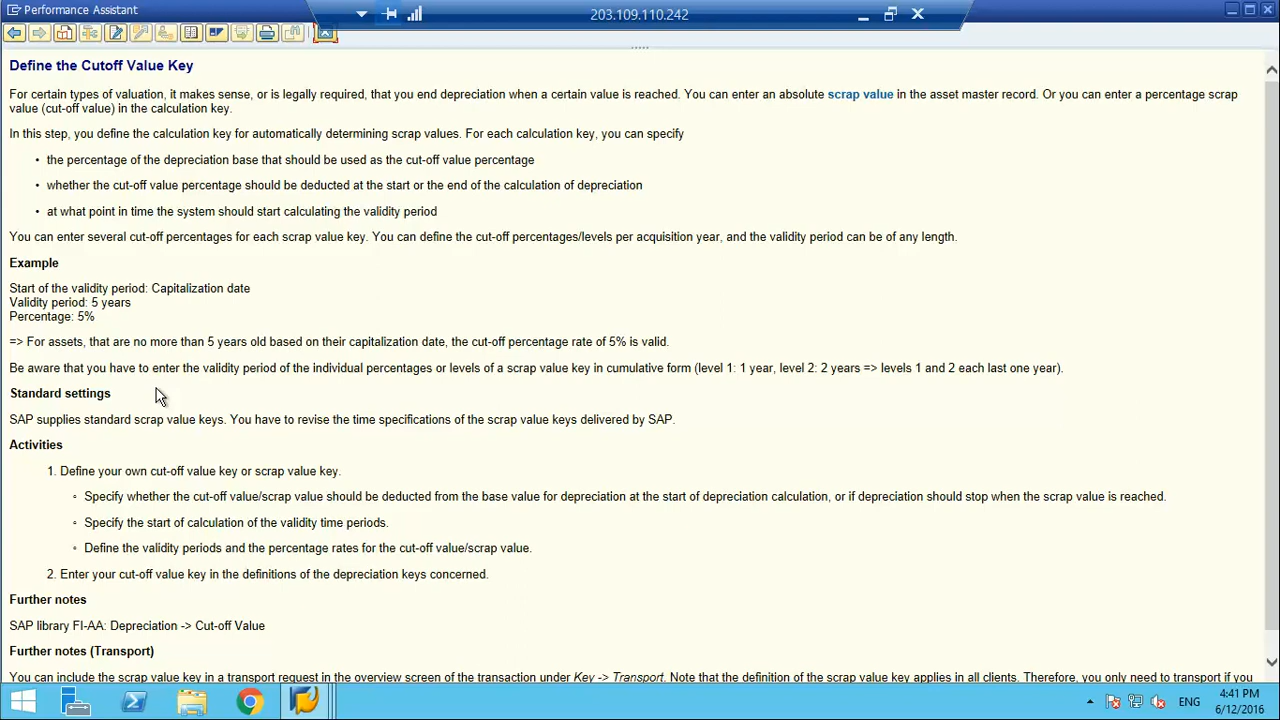 Performance Assistant
203.109.110.242
Define the Cutoff Value Key
For certain types of valuation, it makes sense, or is legally required, that you end depreciation when a certain value is reached. You can enter an absolute scrap value in the asset master record. Or you can enter a percentage scrap
value (cut-off value) in the calculation key.
In this step, you define the calculation key for automatically determining scrap values. For each calculation key, you can specify
• the percentage of the depreciation base that should be used as the cut-off value percentage
• whether the cut-off value percentage should be deducted at the start or the end of the calculation of depreciation
• at what point in time the system should start calculating the validity period
You can enter several cut-off percentages for each scrap value key. You can define the cut-off percentages/levels per acquisition year, and the validity period can be of any length.
Example
Start of the validity period: Capitalization date
Validity period: 5 years
Percentage: 5%
=> For assets, that are no more than 5 years old based on their capitalization date, the cut-off percentage rate of 5% is valid.
Be aware that you have to enter the validity period of the individual percentages or levels of a scrap value key in cumulative form (level 1: 1 year, level 2: 2 years => levels 1 and 2 each last one year).
Standard settings
SAP supplies standard scrap value keys. You have to revise the time specifications of the scrap value keys delivered by SAP.
Activities
1. Define your own cut-off value key or scrap value key.
◦ Specify whether the cut-off value/scrap value should be deducted from the base value for depreciation at the start of depreciation calculation, or if depreciation should stop when the scrap value is reached.
◦ Specify the start of calculation of the validity time periods.
◦ Define the validity periods and the percentage rates for the cut-off value/scrap value.
2. Enter your cut-off value key in the definitions of the depreciation keys concerned.
Further notes
SAP library FI-AA: Depreciation -> Cut-off Value
Further notes (Transport)
You can include the scrap value key in a transport request in the overview screen of the transaction under Key -> Transport. Note that the definition of the scrap value key applies in all clients. Therefore, you only need to transport if you
ENG
4:41 PM
6/12/2016